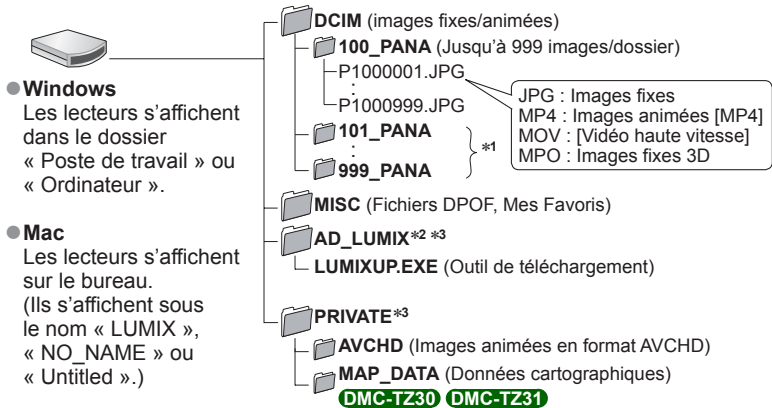 ●Windows
Les lecteurs s’affichent
dans le dossier
« Poste de travail » ou
« Ordinateur ».
●Mac
Les lecteurs s’affichent
sur le bureau.
(Ils s’affichent sous
le nom « LUMIX »,
« NO_NAME » ou
« Untitled ».)
DCIM (images fixes/animées)
100_PANA (Jusqu’à 999 images/dossier)
P1000001.JPG
:
P1000999.JPG
101_PANA
:
999_PANA
*1
JPG : Images fixes
MP4 : Images animées [MP4]
MOV : [Vidéo haute vitesse]
MPO : Images fixes 3D
MISC (Fichiers DPOF, Mes Favoris)
AD_LUMIX*2 *3
LUMIXUP.EXE (Outil de téléchargement)
PRIVATE*3
AVCHD (Images animées en format AVCHD)
MAP_DATA (Données cartographiques)
DMC-TZ30 DMC-TZ31